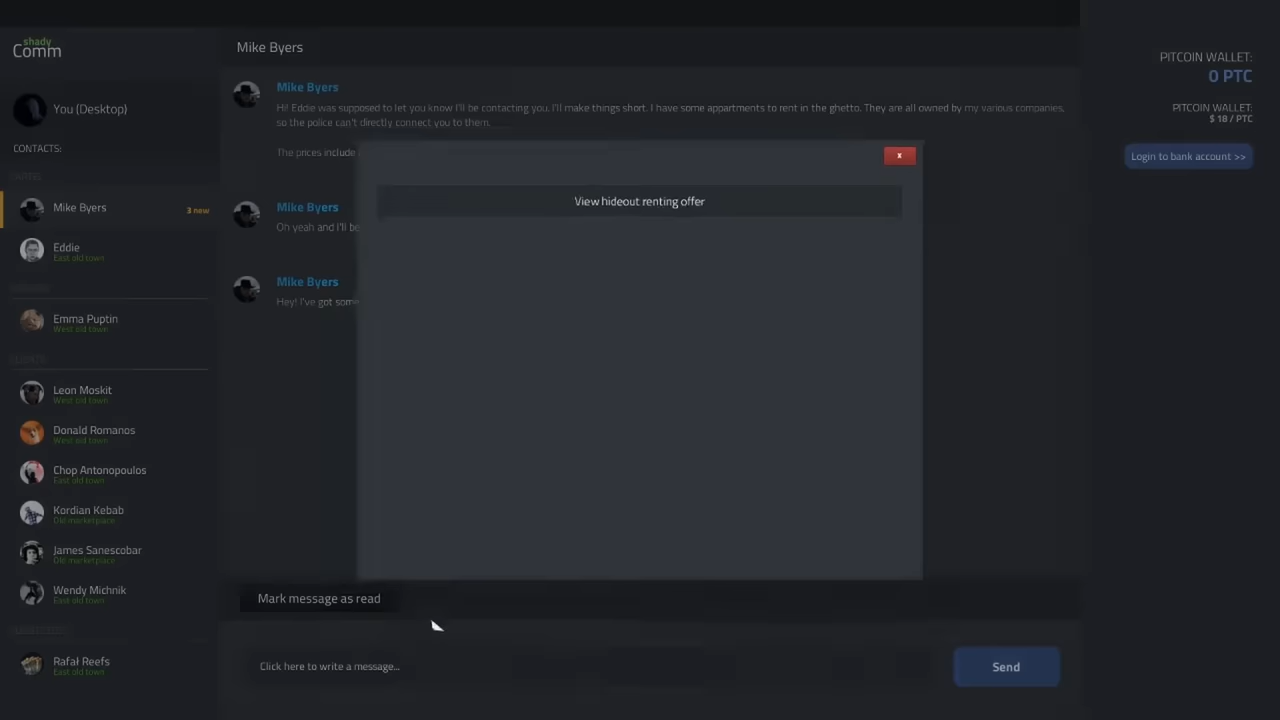 shady
Comm
You (Desktop)
CONTACTS:
Mike Byers
3 new
Eddie
East old town
Emma Puptin
West old town
Leon Moskit
West old town
Donald Romanos
West old town
Chop Antonopoulos
East old town
Kordian Kebab
Old marketplace
James Sanescobar
Old marketplace
Wendy Michnik
East old town
Rafał Reefs
East old town
Mike Byers
Mike Byers
Hi! Eddie was supposed to let you know I'll be contacting you. I'll make things short. I have some appartments to rent in the ghetto. They are all owned by my various companies,
so the police can't directly connect you to them.
The prices include
Mike Byers
Oh yeah and I'll be
Mike Byers
Hey! I've got some
x
View hideout renting offer
Mark message as read
Click here to write a message...
Send
PITCOIN WALLET:
0 PTC
PITCOIN WALLET:
$ 18 / PTC
Login to bank account >>